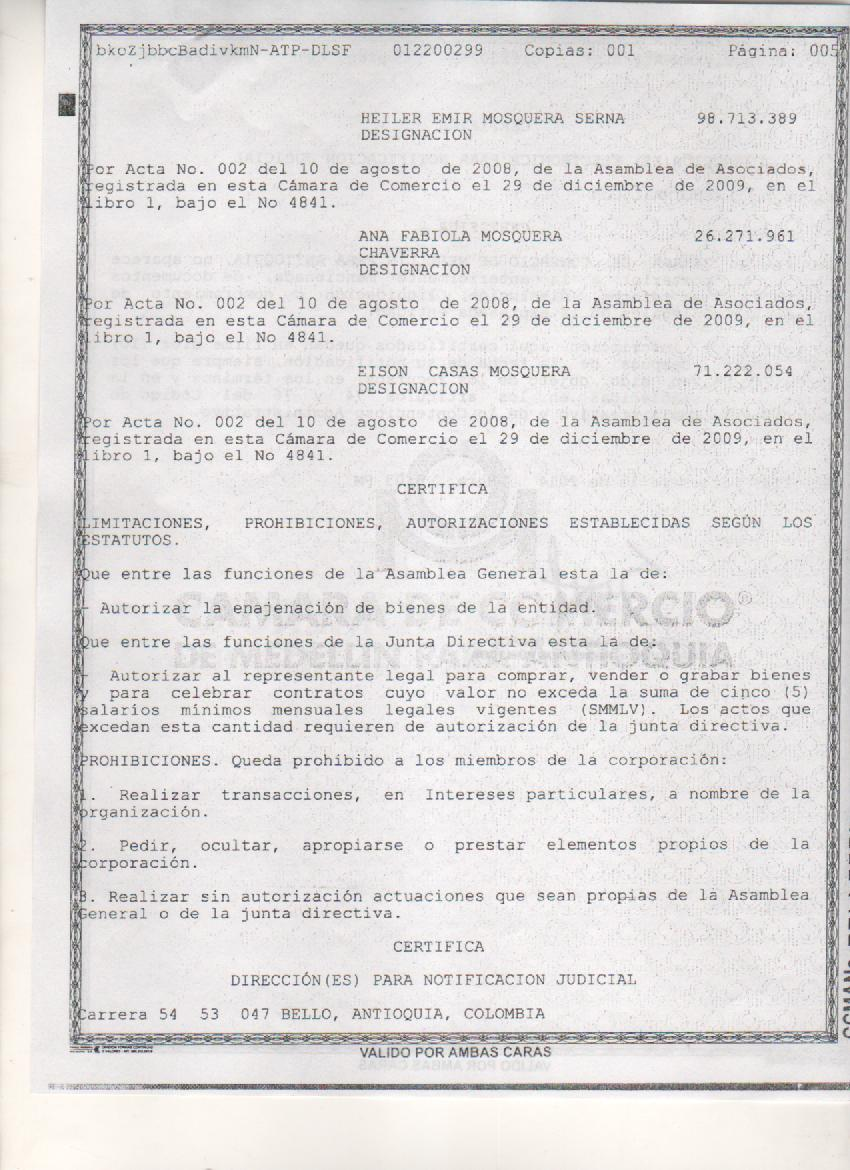 bkozjbbcBadivkmN-ATP-DLSF 012200299 Copias: 001 Página: 005
HEILER EMIR MOSQUERA SERNA 98.713.389
DESIGNACION
Por Acta No. 002 del 10 de agosto de 2008, de la Asamblea de Asociados,
registrada en esta Cámara de Comercio el 29 de diciembre de 2009, en el
libro 1, bajo el No 4841.
ANA FABIOLA MOSQUERA 26.271.961
CHAVERRA
DESIGNACION
Por Acta No. 002 del 10 de agosto de 2008, de la Asamblea de Asociados,
registrada en esta Cámara de Comercio el 29 de diciembre de 2009, en el
libro 1, bajo el No 4841.
EISON CASAS MOSQUERA 71.222.054
DESIGNACION
Por Acta No. 002 del 10 de agosto de 2008, de la Asamblea de Asociados,
registrada en esta Cámara de Comercio el 29 de diciembre de 2009, en el
libro 1, bajo el No 4841.
CERTIFICA
LIMITACIONES, PROHIBICIONES, AUTORIZACIONES ESTABLECIDAS SEGÚN LOS
ESTATUTOS.
Que entre las funciones de la Asamblea General esta la de:
- Autorizar la enajenación de bienes de la entidad.
CAMARA DE COMERCIO®
Que entre las funciones de la Junta Directiva esta la de:
DE MEDELLIN PARA ANTIOQUIA
- Autorizar al representante legal para comprar, vender o grabar bienes
y para celebrar contratos cuyo valor no exceda la suma de cinco (5)
salarios mínimos mensuales legales vigentes (SMMLV). Los actos que
excedan esta cantidad requieren de autorización de la junta directiva.
PROHIBICIONES. Queda prohibido a los miembros de la corporación:
1. Realizar transacciones, en Intereses particulares, a nombre de la
organización.
2. Pedir, ocultar, apropiarse o prestar elementos propios de la
corporación.
3. Realizar sin autorización actuaciones que sean propias de la Asamblea
General o de la junta directiva.
CERTIFICA
DIRECCIÓN(ES) PARA NOTIFICACION JUDICIAL
Carrera 54 53 047 BELLO, ANTIOQUIA, COLOMBIA
VALIDO POR AMBAS CARAS